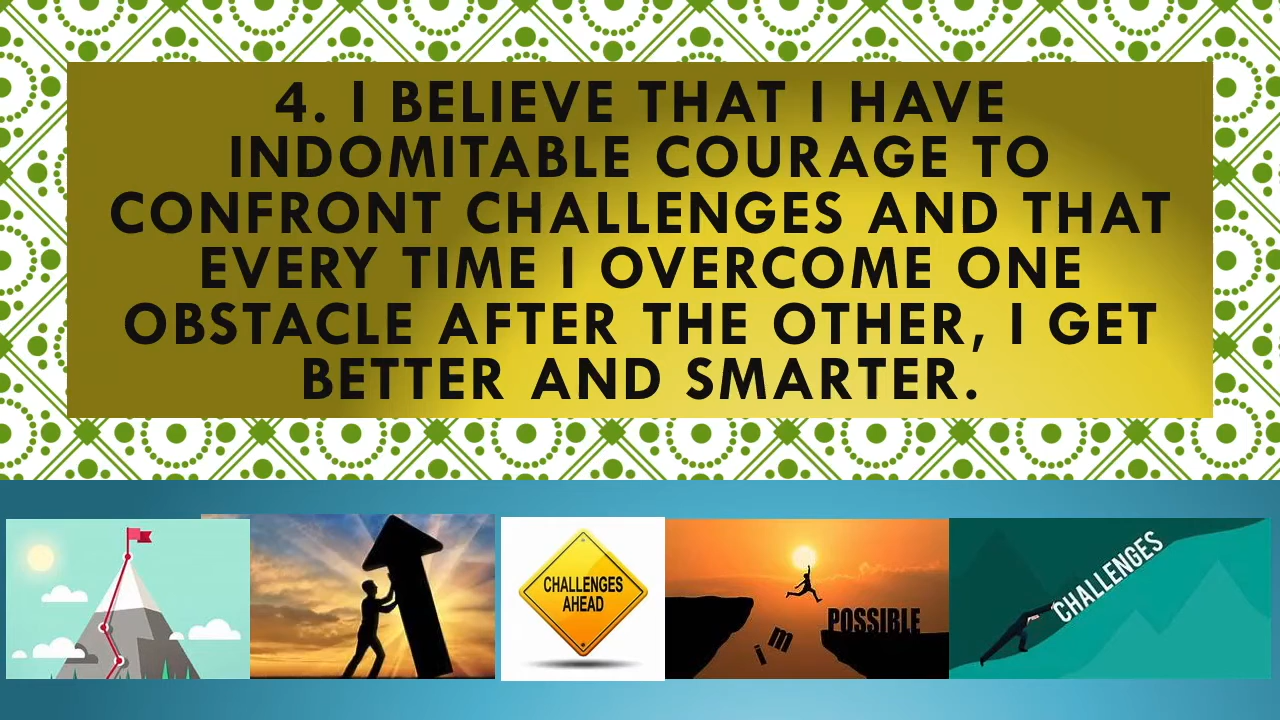 4. I BELIEVE THAT I HAVE
INDOMITABLE COURAGE TO
CONFRONT CHALLENGES AND THAT
EVERY TIME I OVERCOME ONE
OBSTACLE AFTER THE OTHER, I GET
BETTER AND SMARTER.
CHALLENGES
AHEAD
im
POSSIBLE
CHALLENGES